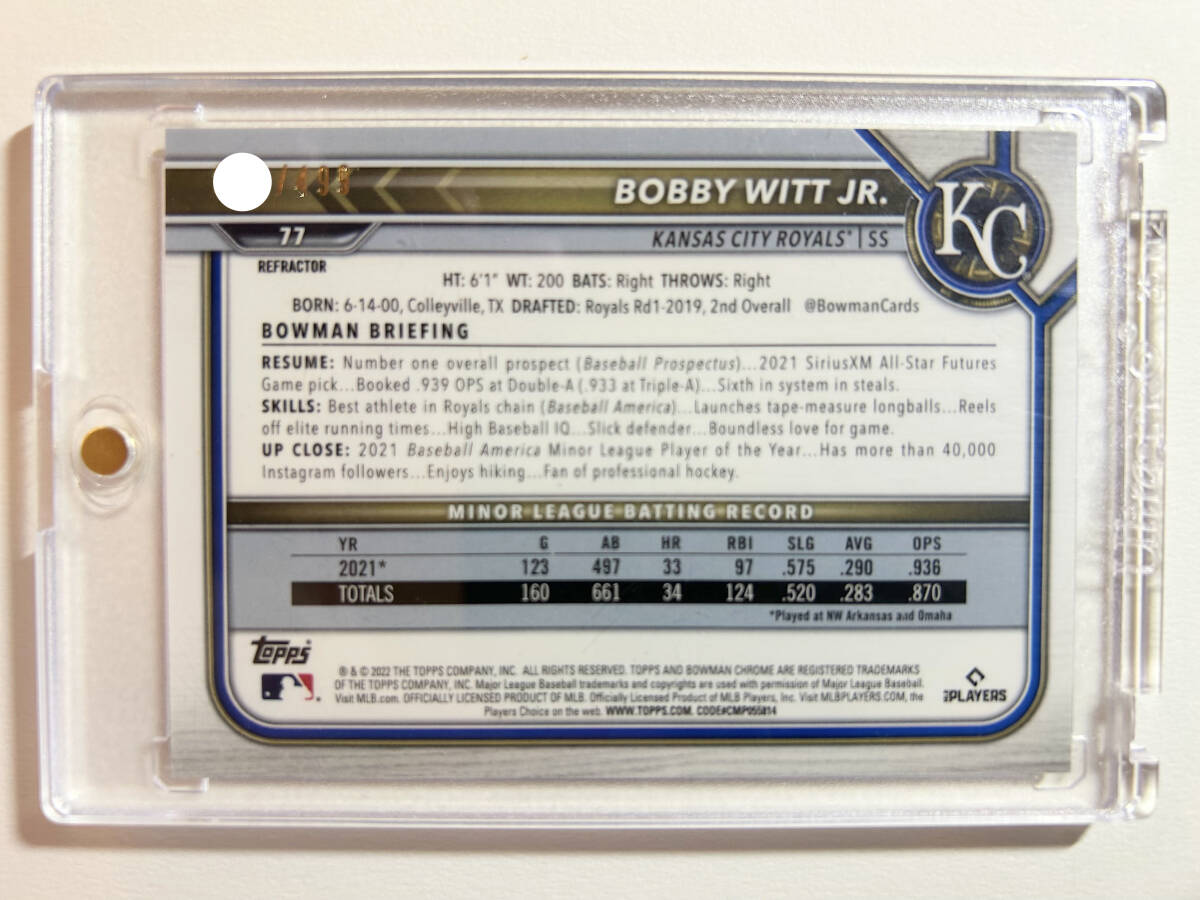 /499
BOBBY WITT JR.
KC
77
KANSAS CITY ROYALS® | SS
REFRACTOR
HT: 6'1" WT: 200 BATS: Right THROWS: Right
BORN: 6-14-00, Colleyville, TX DRAFTED: Royals Rd1-2019, 2nd Overall @BowmanCards
BOWMAN BRIEFING
RESUME: Number one overall prospect (Baseball Prospectus)...2021 SiriusXM All-Star Futures
Game pick...Booked .939 OPS at Double-A (.933 at Triple-A)...Sixth in system in steals.
SKILLS: Best athlete in Royals chain (Baseball America)...Launches tape-measure longballs...Reels
off elite running times...High Baseball IQ...Slick defender...Boundless love for game.
UP CLOSE: 2021 Baseball America Minor League Player of the Year...Has more than 40,000
Instagram followers...Enjoys hiking...Fan of professional hockey.
MINOR LEAGUE BATTING RECORD
YR G AB HR RBI SLG AVG OPS
2021* 123 497 33 97 .575 .290 .936
TOTALS 160 661 34 124 .520 .283 .870
*Played at NW Arkansas and Omaha
Topps®
® & © 2022 THE TOPPS COMPANY, INC. ALL RIGHTS RESERVED. TOPPS AND BOWMAN CHROME ARE REGISTERED TRADEMARKS
OF THE TOPPS COMPANY, INC. Major League Baseball trademarks and copyrights are used with permission of Major League Baseball.
Visit MLB.com. OFFICIALLY LICENSED PRODUCT OF MLB. Officially Licensed Product of MLB Players, Inc. Visit MLBPLAYERS.COM, the
Players Choice on the web. WWW.TOPPS.COM. CODE#CMP055814
MLB PLAYERS